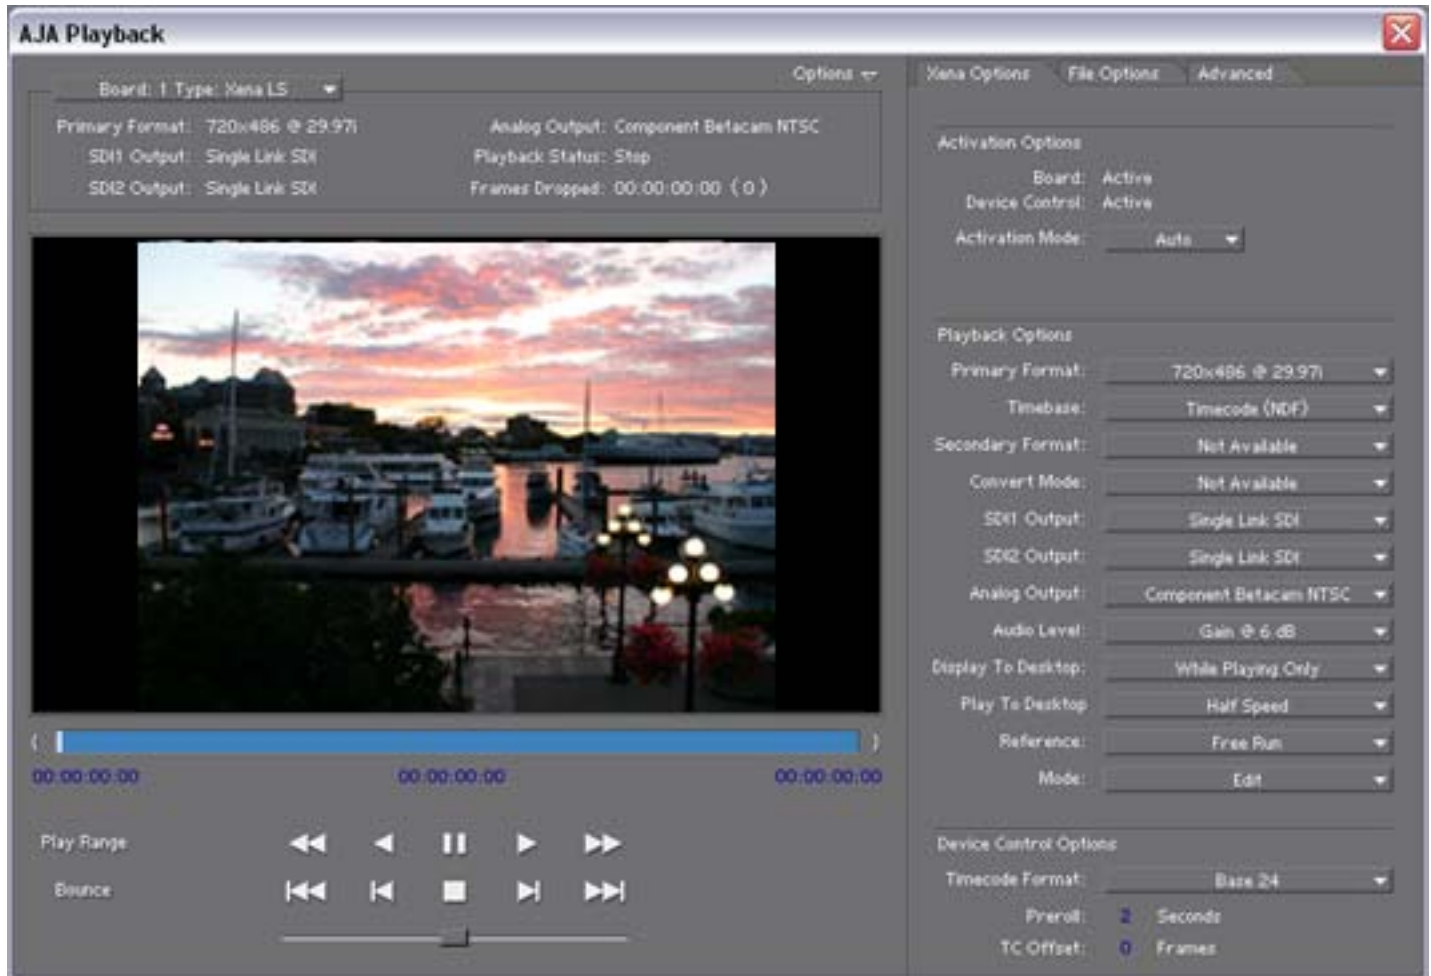 AJA Playback
Options
Board: 1 Type: Xena LS
Primary Format: 720x486 @ 29.97i
SDI1 Output: Single Link SDI
SDI2 Output: Single Link SDI
Analog Output: Component Betacam NTSC
Playback Status: Stop
Frames Dropped: 00:00:00:00 ( 0 )
00:00:00:00 00:00:00:00 00:00:00:00
Play Range
Bounce
Xena Options File Options Advanced
Activation Options
Board: Active
Device Control: Active
Activation Mode: Auto
Playback Options
Primary Format: 720x486 @ 29.97i
Timebase: Timecode (NDF)
Secondary Format: Not Available
Convert Mode: Not Available
SDI1 Output: Single Link SDI
SDI2 Output: Single Link SDI
Analog Output: Component Betacam NTSC
Audio Level: Gain @ 6 dB
Display To Desktop: While Playing Only
Play To Desktop Half Speed
Reference: Free Run
Mode: Edit
Device Control Options
Timecode Format: Base 24
Preroll: 2 Seconds
TC Offset: 0 Frames